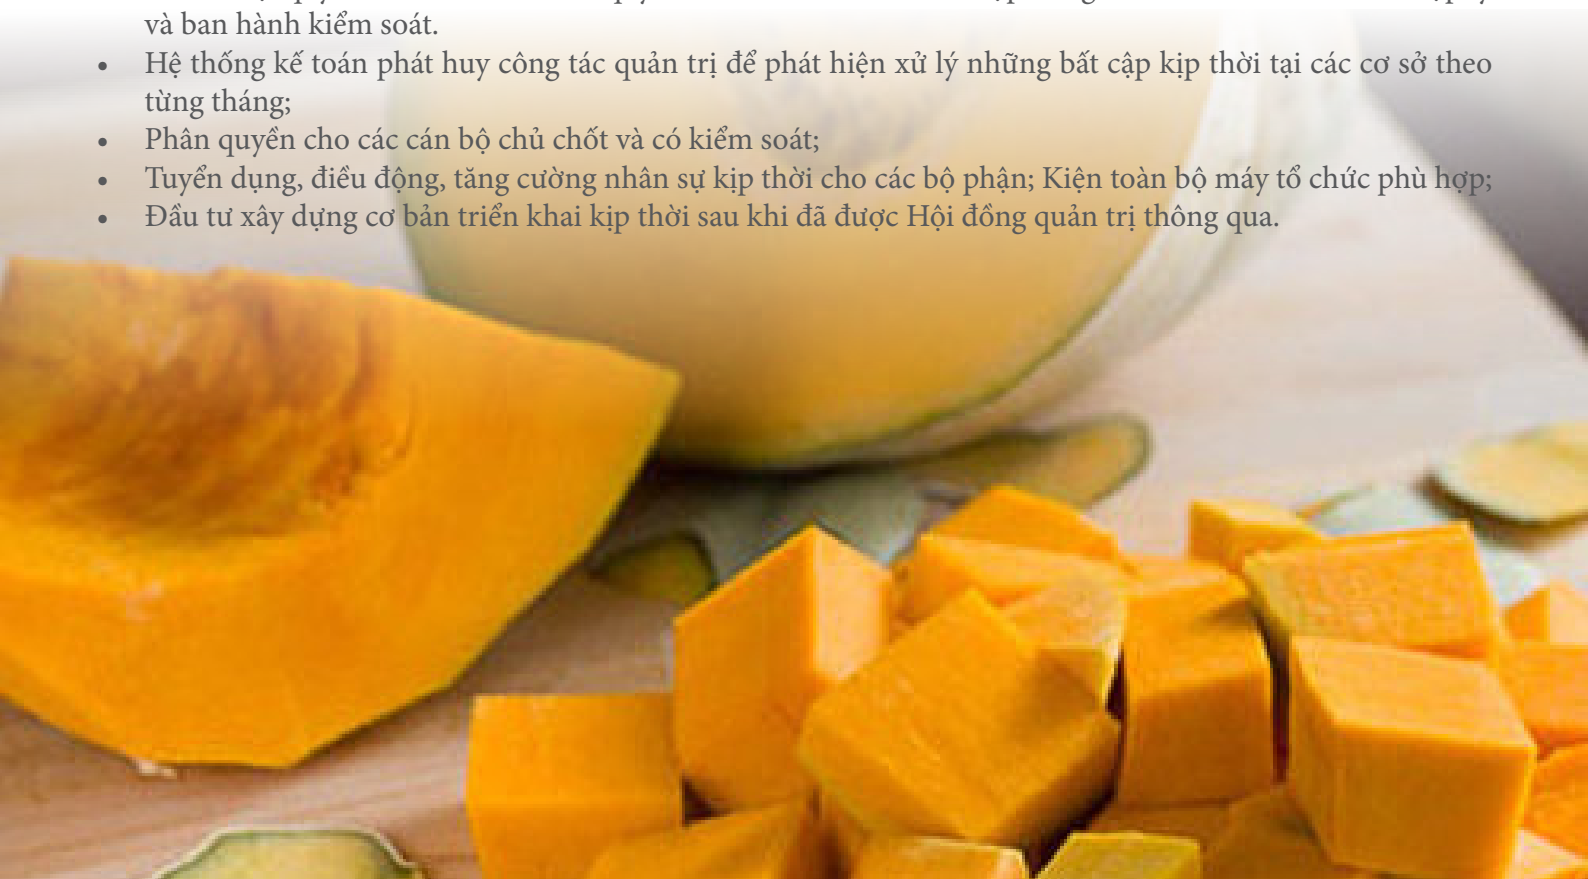 và ban hành kiểm soát.
• Hệ thống kế toán phát huy công tác quản trị để phát hiện xử lý những bất cập kịp thời tại các cơ sở theo
từng tháng;
• Phân quyền cho các cán bộ chủ chốt và có kiểm soát;
• Tuyển dụng, điều động, tăng cường nhân sự kịp thời cho các bộ phận; Kiện toàn bộ máy tổ chức phù hợp;
• Đầu tư xây dựng cơ bản triển khai kịp thời sau khi đã được Hội đồng quản trị thông qua.